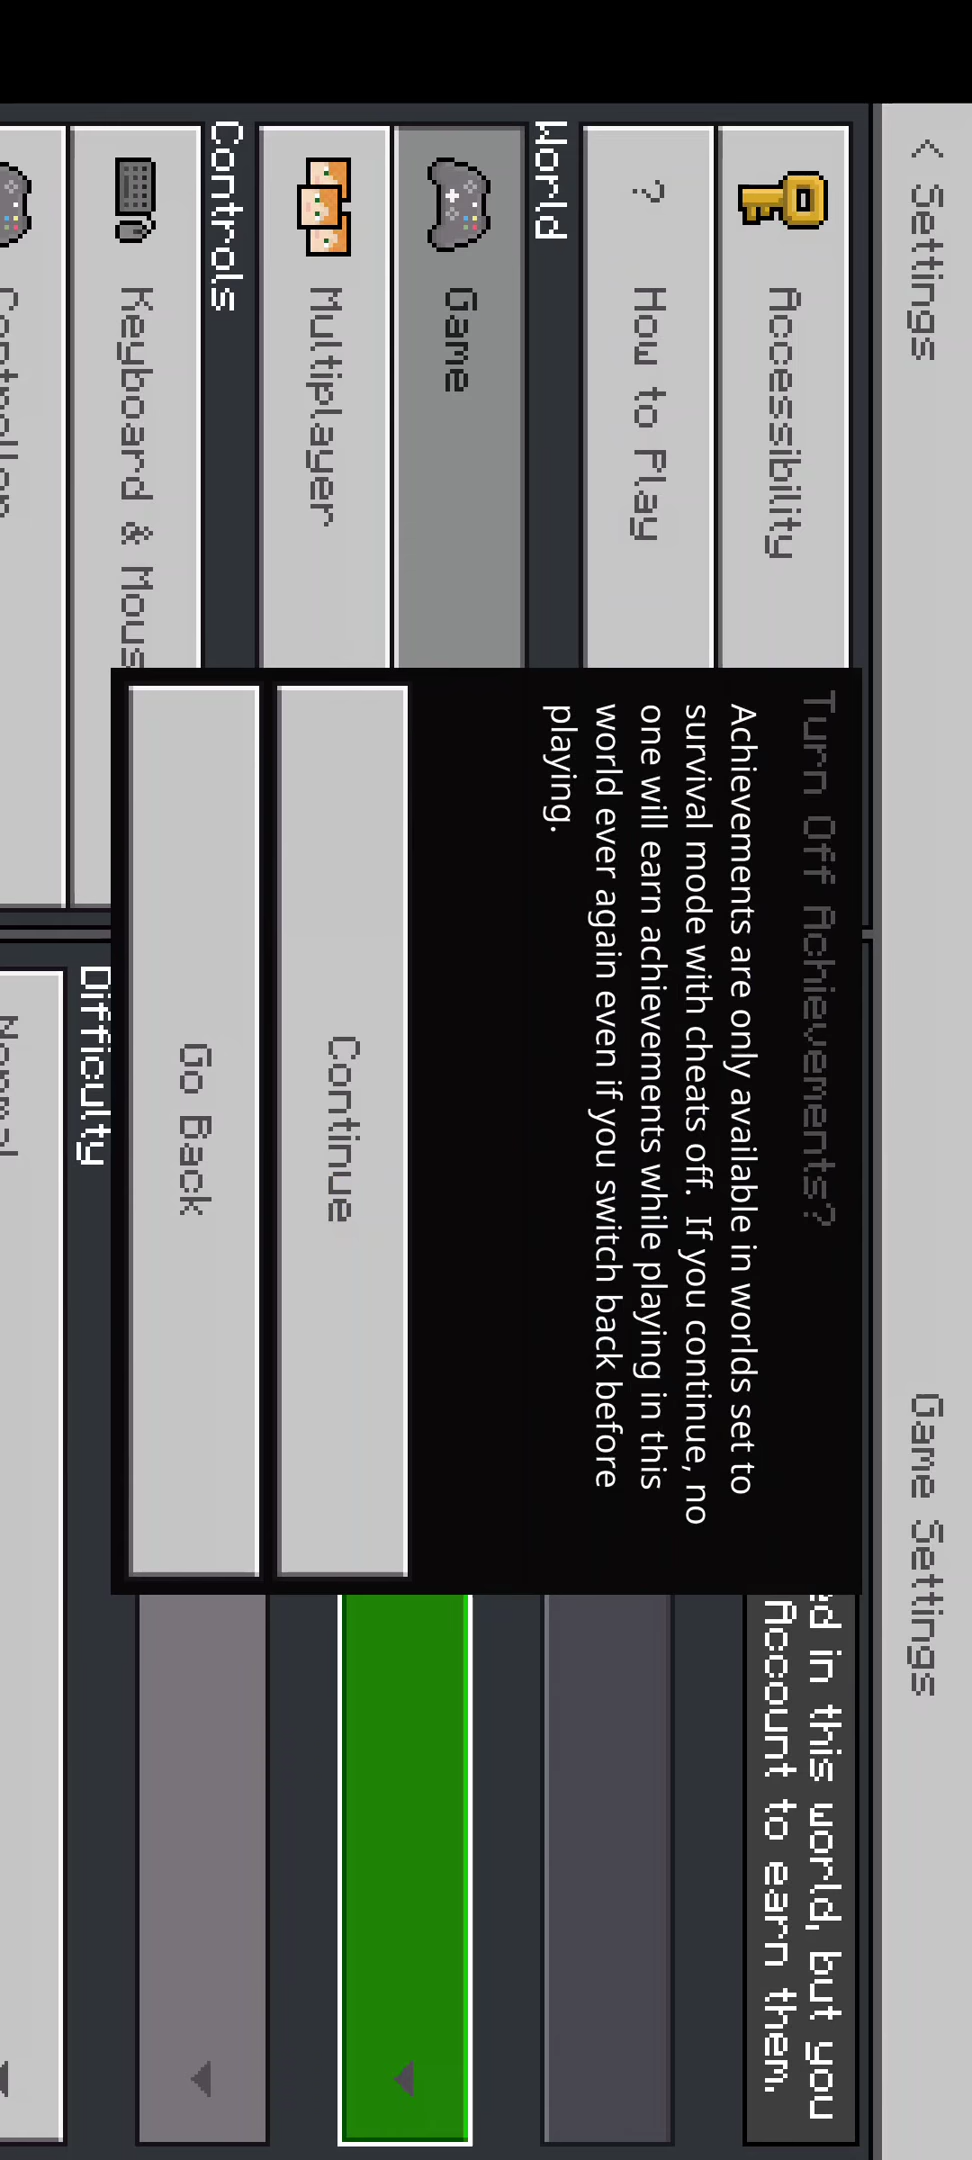 < Settings
Game Settings
Accessibility
? How to Play
World
Game
Multiplayer
Controls
Keyboard & Mous
Turn Off Achievements?
Achievements are only available in worlds set to
survival mode with cheats off. If you continue, no
one will earn achievements while playing in this
world ever again even if you switch back before
playing.
Continue
Go Back
ed in this world, but you
Account to earn them.
Difficulty
Normal